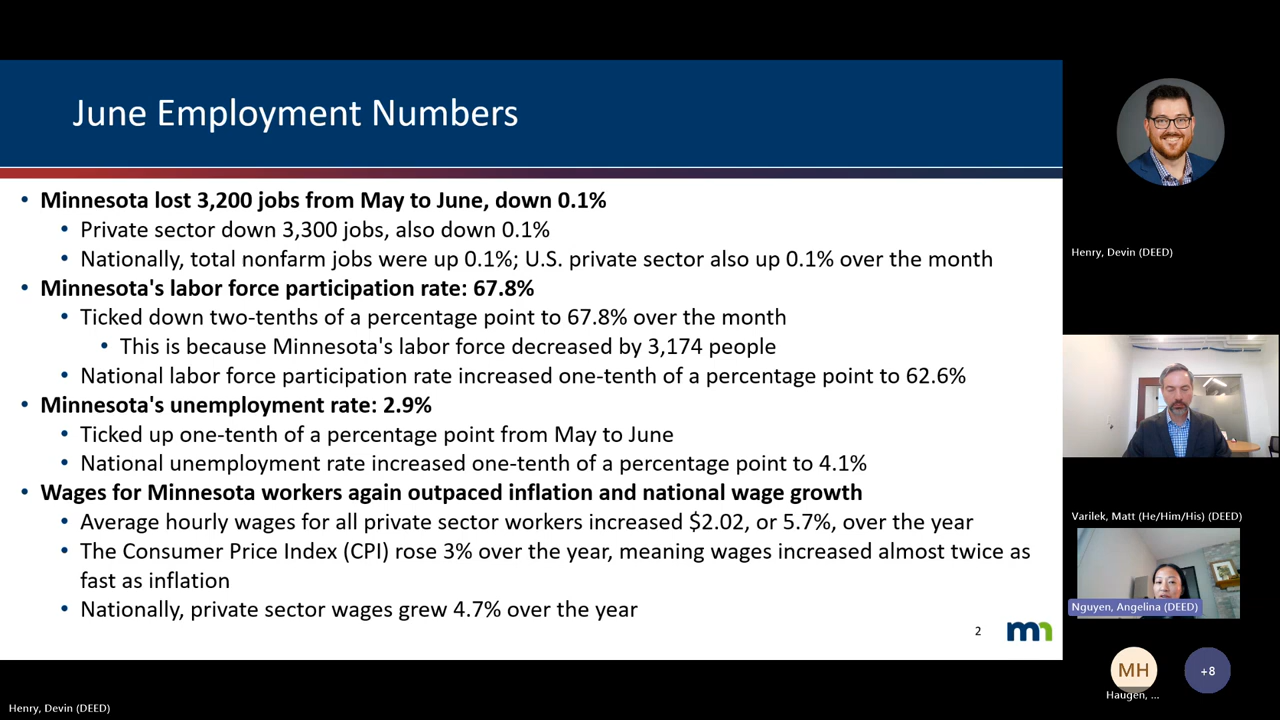 June Employment Numbers
• Minnesota lost 3,200 jobs from May to June, down 0.1%
• Private sector down 3,300 jobs, also down 0.1%
• Nationally, total nonfarm jobs were up 0.1%; U.S. private sector also up 0.1% over the month
• Minnesota's labor force participation rate: 67.8%
• Ticked down two-tenths of a percentage point to 67.8% over the month
• This is because Minnesota's labor force decreased by 3,174 people
• National labor force participation rate increased one-tenth of a percentage point to 62.6%
• Minnesota's unemployment rate: 2.9%
• Ticked up one-tenth of a percentage point from May to June
• National unemployment rate increased one-tenth of a percentage point to 4.1%
• Wages for Minnesota workers again outpaced inflation and national wage growth
• Average hourly wages for all private sector workers increased $2.02, or 5.7%, over the year
• The Consumer Price Index (CPI) rose 3% over the year, meaning wages increased almost twice as
fast as inflation
• Nationally, private sector wages grew 4.7% over the year
2
mn
Henry, Devin (DEED)
Varilek, Matt (He/Him/His) (DEED)
Nguyen, Angelina (DEED)
MH
+8
Haugen, ...
Henry, Devin (DEED)